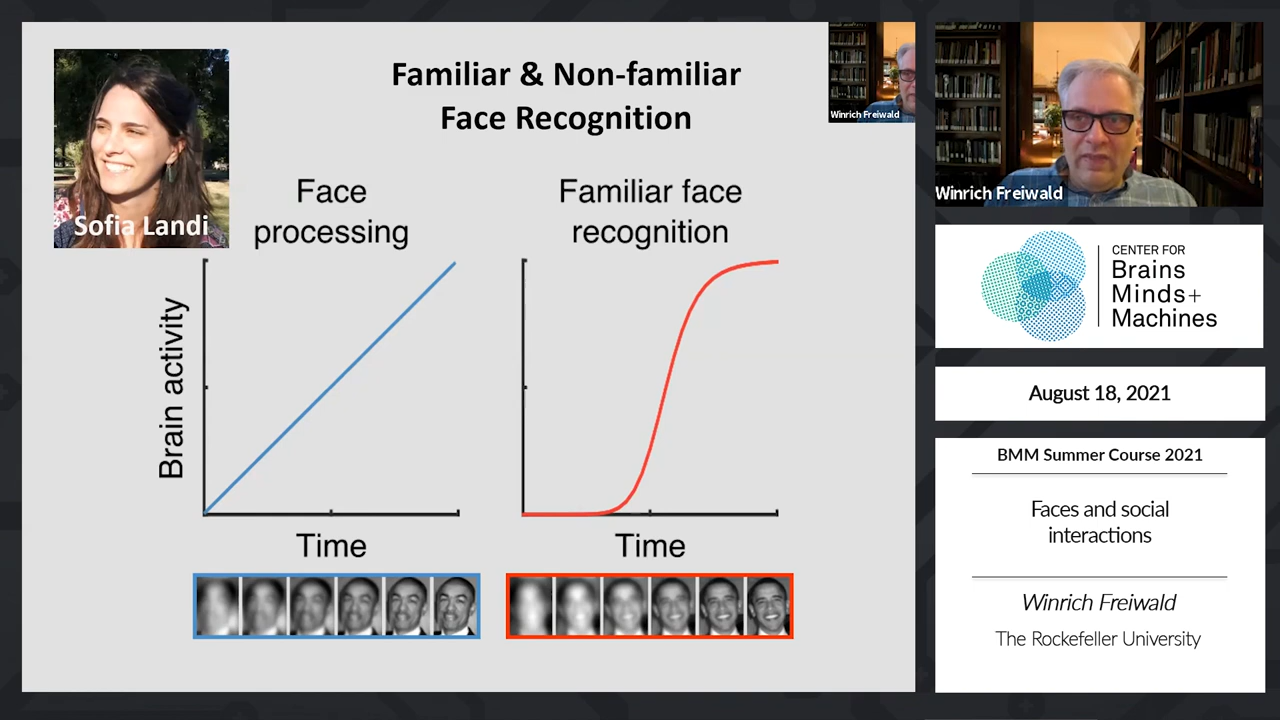 Familiar & Non-familiar
Face Recognition
Sofia Landi
Winrich Freiwald
Face
processing
Familiar face
recognition
Brain activity
Time
Time
Winrich Freiwald
CENTER FOR
Brains
Minds+
Machines
August 18, 2021
BMM Summer Course 2021
Faces and social
interactions
Winrich Freiwald
The Rockefeller University